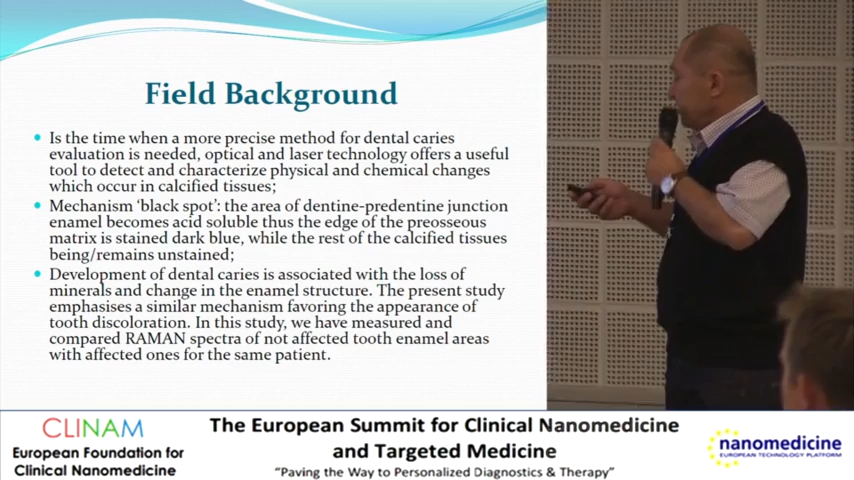 Field Background
Is the time when a more precise method for dental caries
evaluation is needed, optical and laser technology offers a useful
tool to detect and characterize physical and chemical changes
which occur in calcified tissues;
Mechanism ‘black spot’: the area of dentine-predentine junction
enamel becomes acid soluble thus the edge of the preosseous
matrix is stained dark blue, while the rest of the calcified tissues
being/remains unstained;
Development of dental caries is associated with the loss of
minerals and change in the enamel structure. The present study
emphasises a similar mechanism favoring the appearance of
tooth discoloration. In this study, we have measured and
compared RAMAN spectra of not affected tooth enamel areas
with affected ones for the same patient.
CLINAM
European Foundation for
Clinical Nanomedicine
The European Summit for Clinical Nanomedicine
and Targeted Medicine
“Paving the Way to Personalized Diagnostics & Therapy”
nanomedicine
EUROPEAN TECHNOLOGY PLATFORM